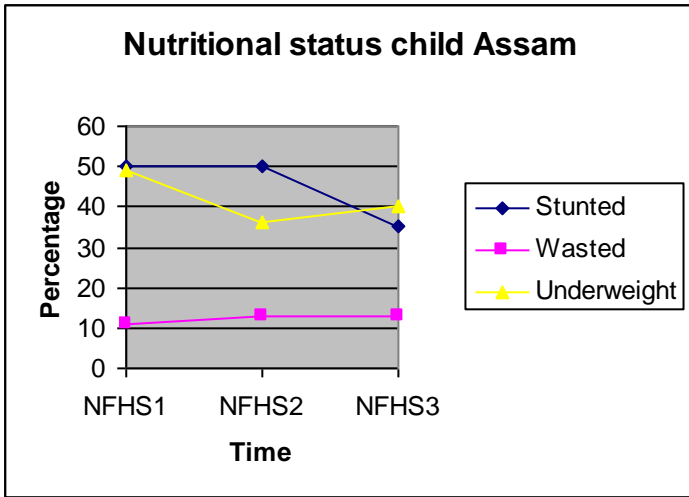 Nutritional status child Assam
60
50
40
30
20
10
0
Percentage
NFHS1 NFHS2 NFHS3
Time
Stunted
Wasted
Underweight